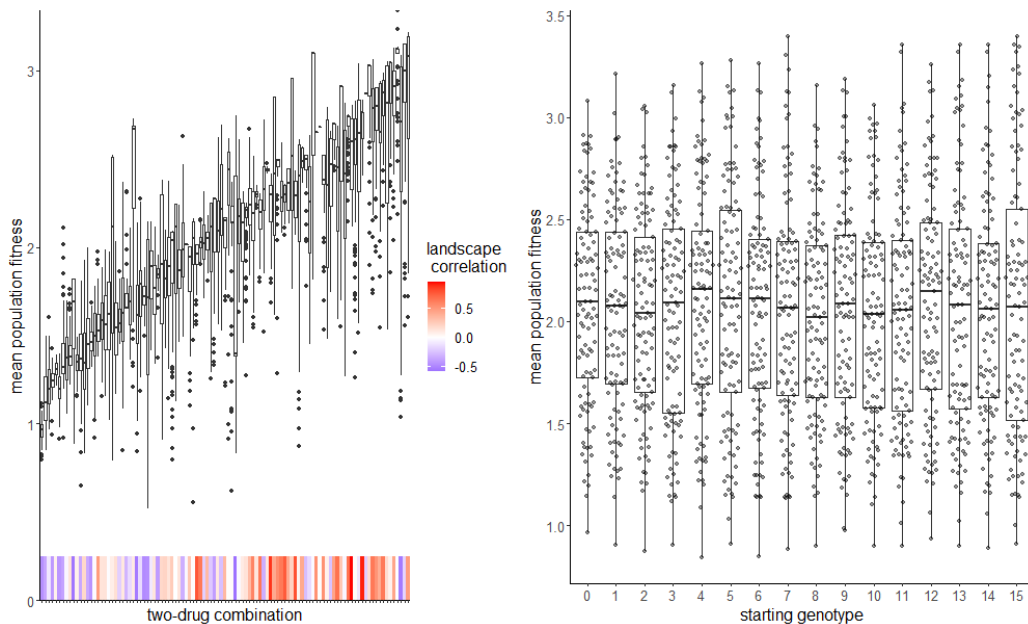 mean population fitness
3
2
1
0
two-drug combination
landscape
correlation
0.5
0.0
-0.5
mean population fitness
3.5
3.0
2.5
2.0
1.5
1.0
0 1 2 3 4 5 6 7 8 9 10 11 12 13 14 15
starting genotype